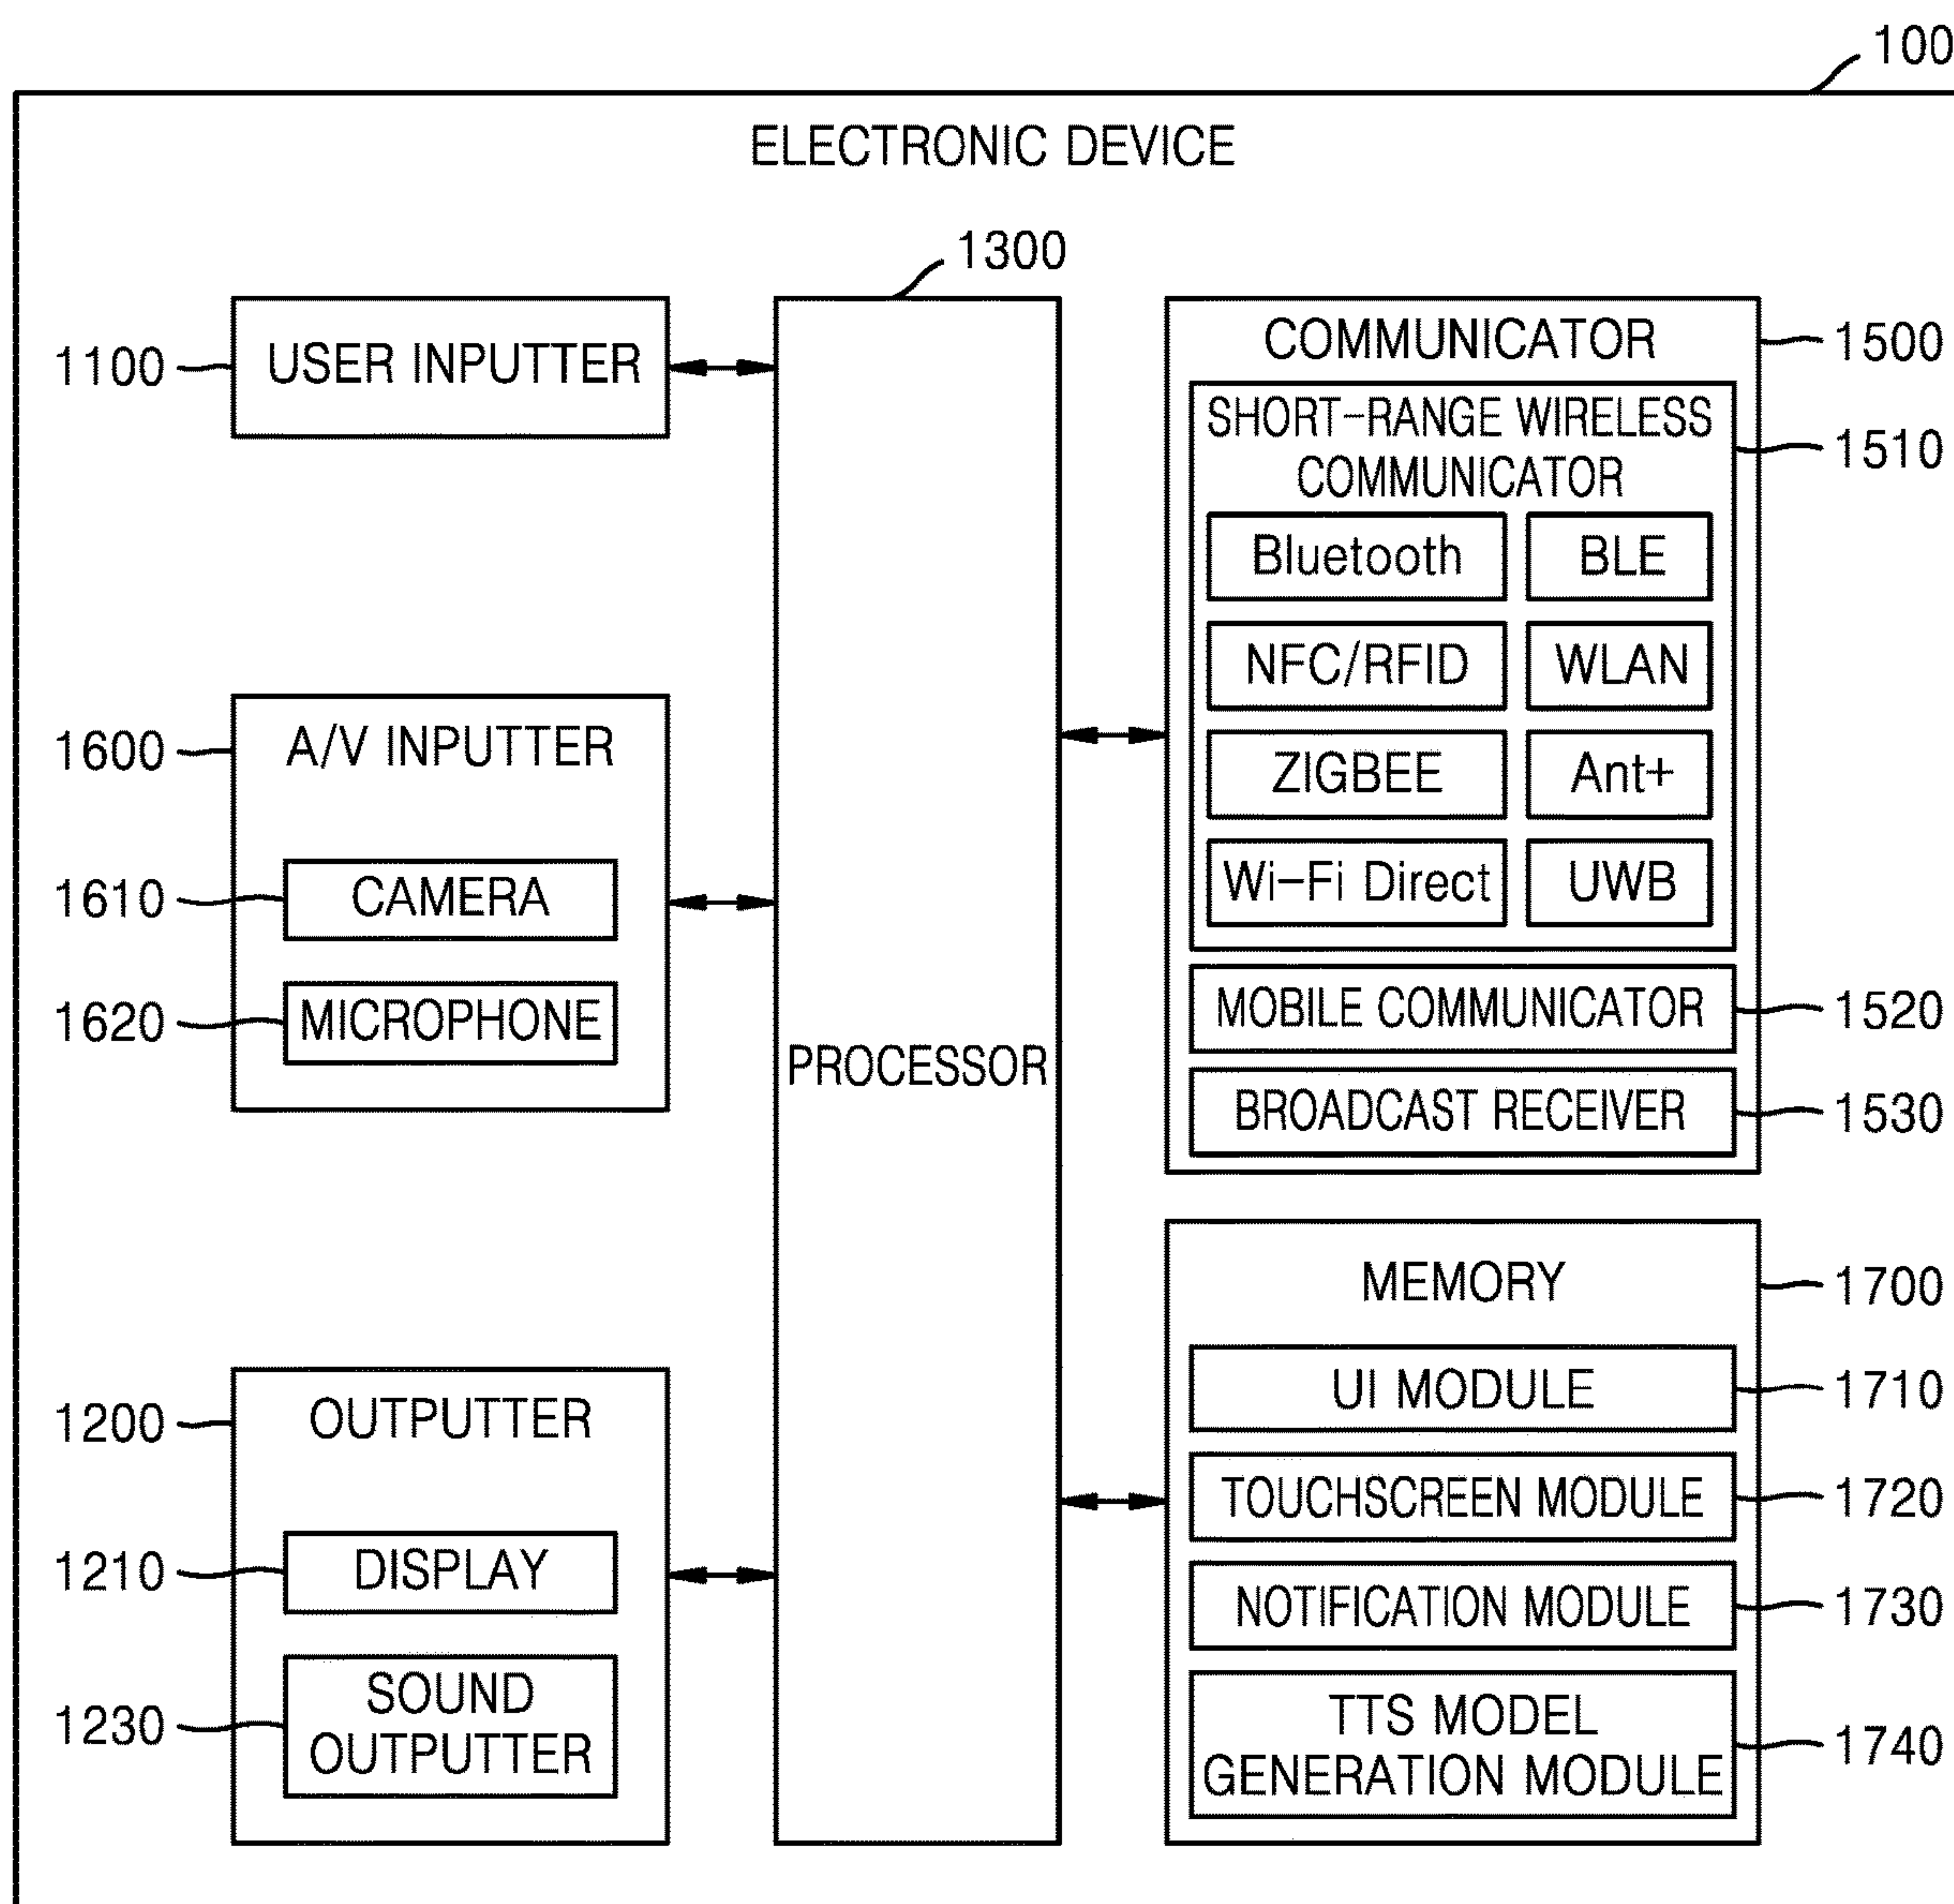 100
ELECTRONIC DEVICE
1300
1100
USER INPUTTER
1600
A/V INPUTTER
1610
CAMERA
1620
MICROPHONE
1200
OUTPUTTER
1210
DISPLAY
1230
SOUND
OUTPUTTER
PROCESSOR
COMMUNICATOR
1500
SHORT-RANGE WIRELESS
COMMUNICATOR
1510
Bluetooth
BLE
NFC/RFID
WLAN
ZIGBEE
Ant+
Wi-Fi Direct
UWB
MOBILE COMMUNICATOR
1520
BROADCAST RECEIVER
1530
MEMORY
1700
UI MODULE
1710
TOUCHSCREEN MODULE
1720
NOTIFICATION MODULE
1730
TTS MODEL
GENERATION MODULE
1740